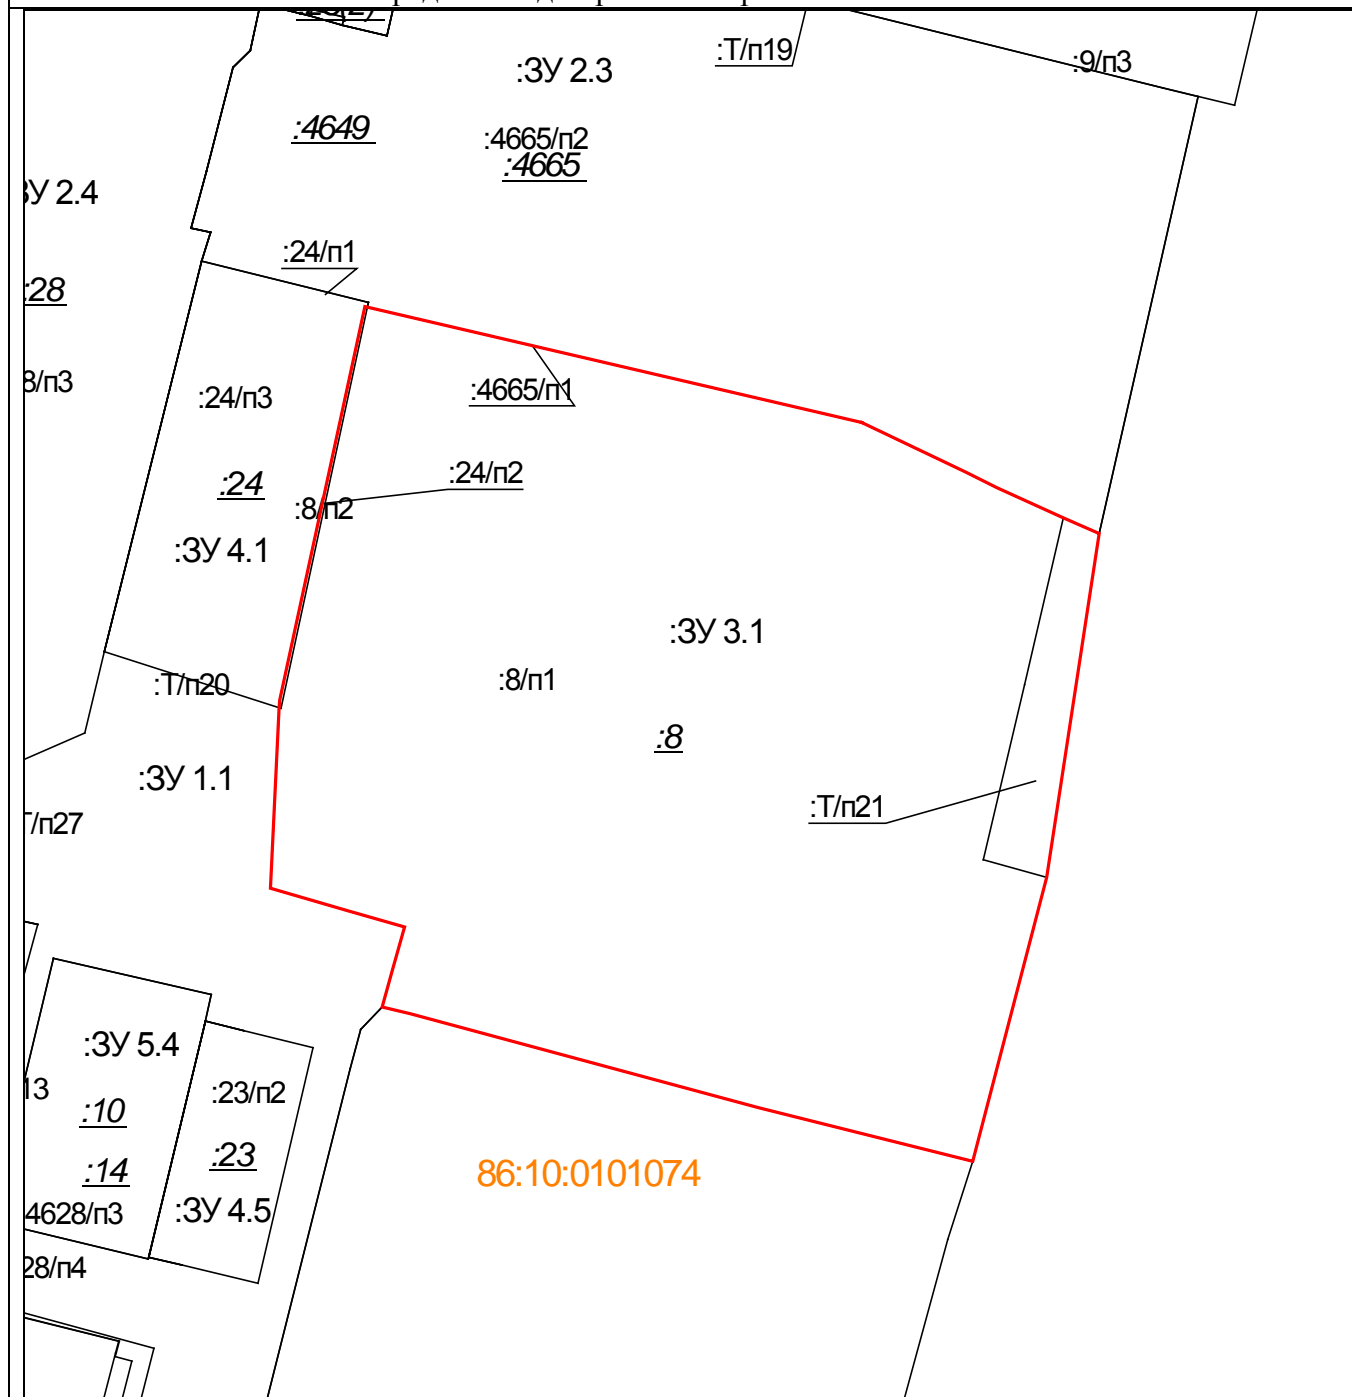 :Т/п19
:9/п3
:ЗУ 2.3
:4649
:4665/п2
:4665
ЗУ 2.4
:24/п1
:28
8/п3
:24/п3
:4665/п1
:24/п2
:24
:8/п2
:ЗУ 4.1
:ЗУ 3.1
:Т/п20
:8/п1
:8
:ЗУ 1.1
:Т/п21
Т/п27
:ЗУ 5.4
13
:23/п2
:10
:23
:14
86:10:0101074
4628/п3
:ЗУ 4.5
28/п4